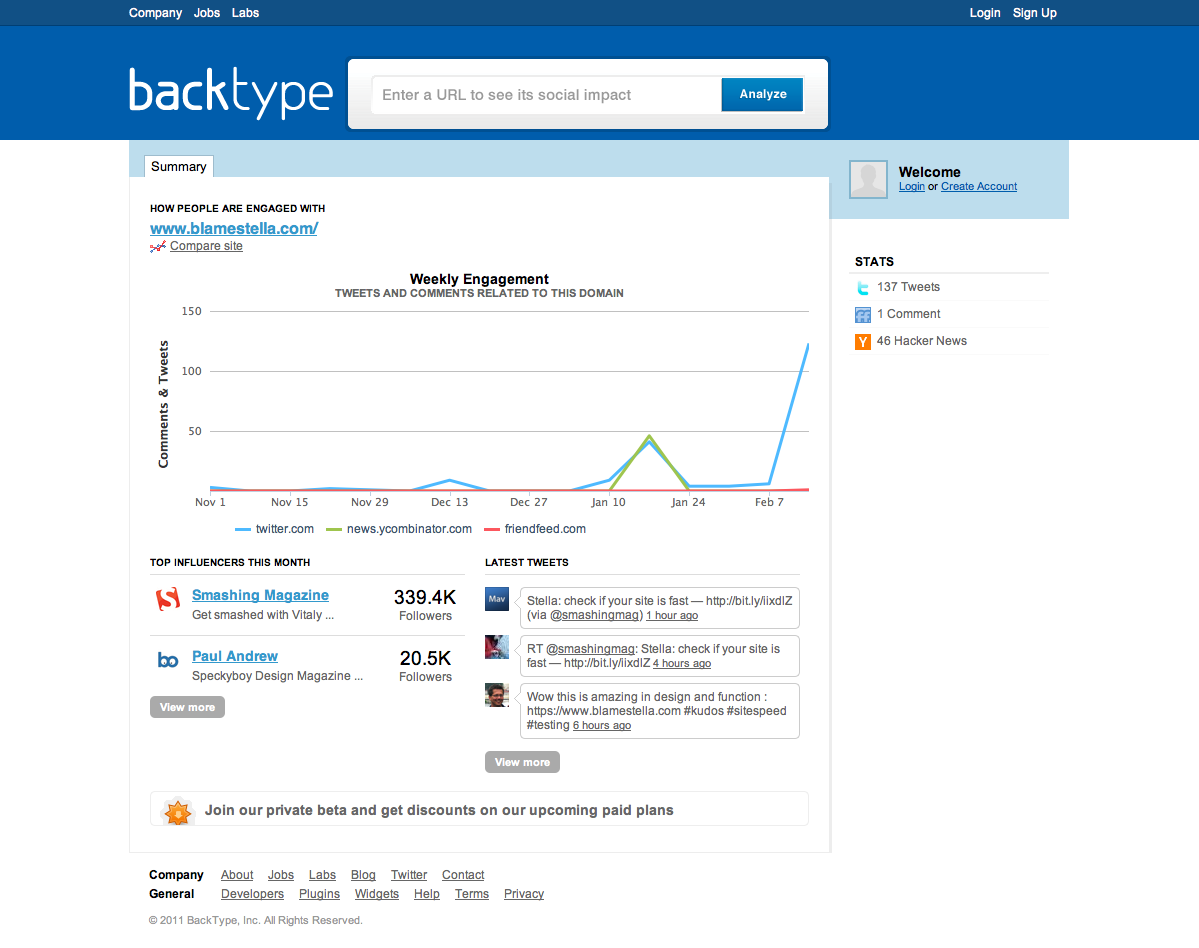 Company Jobs Labs
Login Sign Up
backtype
Enter a URL to see its social impact
Analyze
Summary
Welcome
Login or Create Account
HOW PEOPLE ARE ENGAGED WITH
www.blamestella.com/
Compare site
Weekly Engagement
TWEETS AND COMMENTS RELATED TO THIS DOMAIN
Comments & Tweets
150
100
50
Nov 1 Nov 15 Nov 29 Dec 13 Dec 27 Jan 10 Jan 24 Feb 7
twitter.com news.ycombinator.com friendfeed.com
STATS
137 Tweets
1 Comment
46 Hacker News
TOP INFLUENCERS THIS MONTH
Smashing Magazine
Get smashed with Vitaly ...
339.4K
Followers
Paul Andrew
Speckyboy Design Magazine ...
20.5K
Followers
View more
LATEST TWEETS
Mav
Stella: check if your site is fast — http://bit.ly/iixdIZ
(via @smashingmag) 1 hour ago
RT @smashingmag: Stella: check if your site is
fast — http://bit.ly/iixdIZ 4 hours ago
Wow this is amazing in design and function :
https://www.blamestella.com #kudos #sitespeed
#testing 6 hours ago
View more
Join our private beta and get discounts on our upcoming paid plans
Company About Jobs Labs Blog Twitter Contact
General Developers Plugins Widgets Help Terms Privacy
© 2011 BackType, Inc. All Rights Reserved.